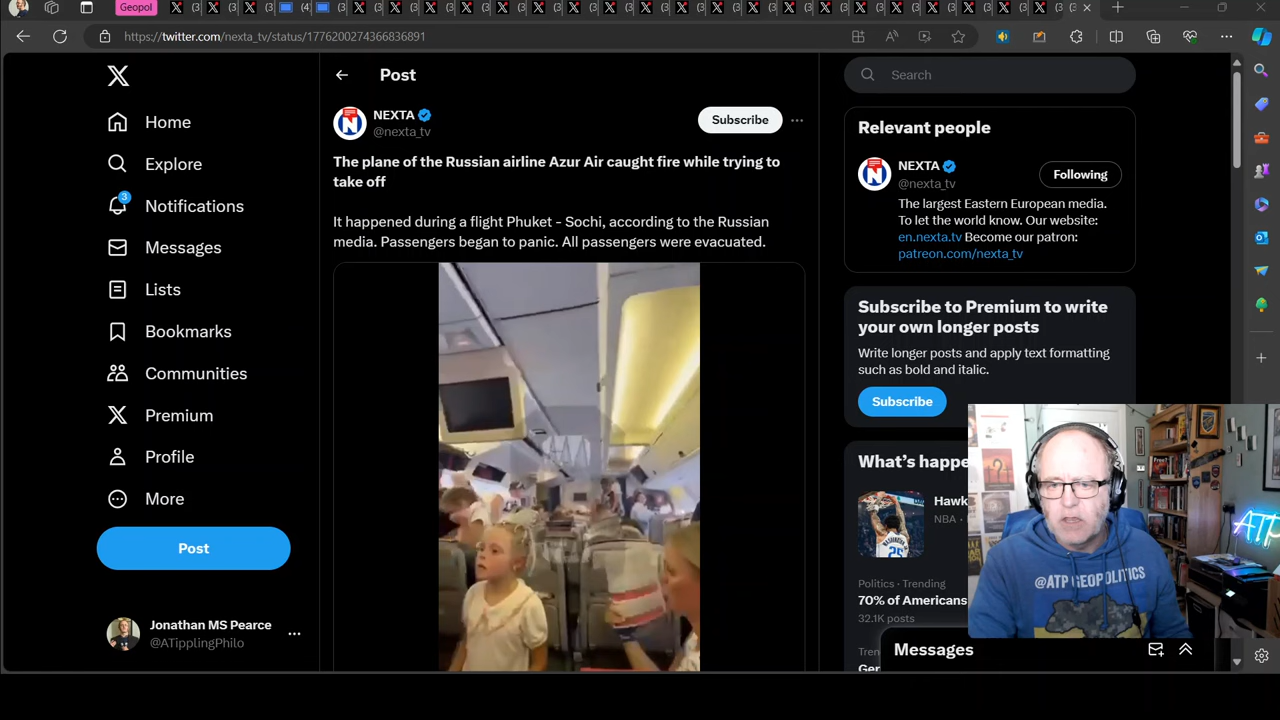 Geopol
https://twitter.com/nexta_tv/status/1776200274366836891
Post
Search
NEXTA
@nexta_tv
Subscribe
The plane of the Russian airline Azur Air caught fire while trying to
take off
It happened during a flight Phuket - Sochi, according to the Russian
media. Passengers began to panic. All passengers were evacuated.
Home
Explore
3
Notifications
Messages
Lists
Bookmarks
Communities
Premium
Profile
More
Post
Jonathan MS Pearce
@ATipplingPhilo
Relevant people
NEXTA
@nexta_tv
Following
The largest Eastern European media.
To let the world know. Our website:
en.nexta.tv Become our patron:
patreon.com/nexta_tv
Subscribe to Premium to write
your own longer posts
Write longer posts and apply text formatting
such as bold and italic.
Subscribe
What's happe
Hawk
NBA ·
Politics · Trending
70% of Americans
32.1K posts
Messages
@ATP GEOPOLITICS
ATP